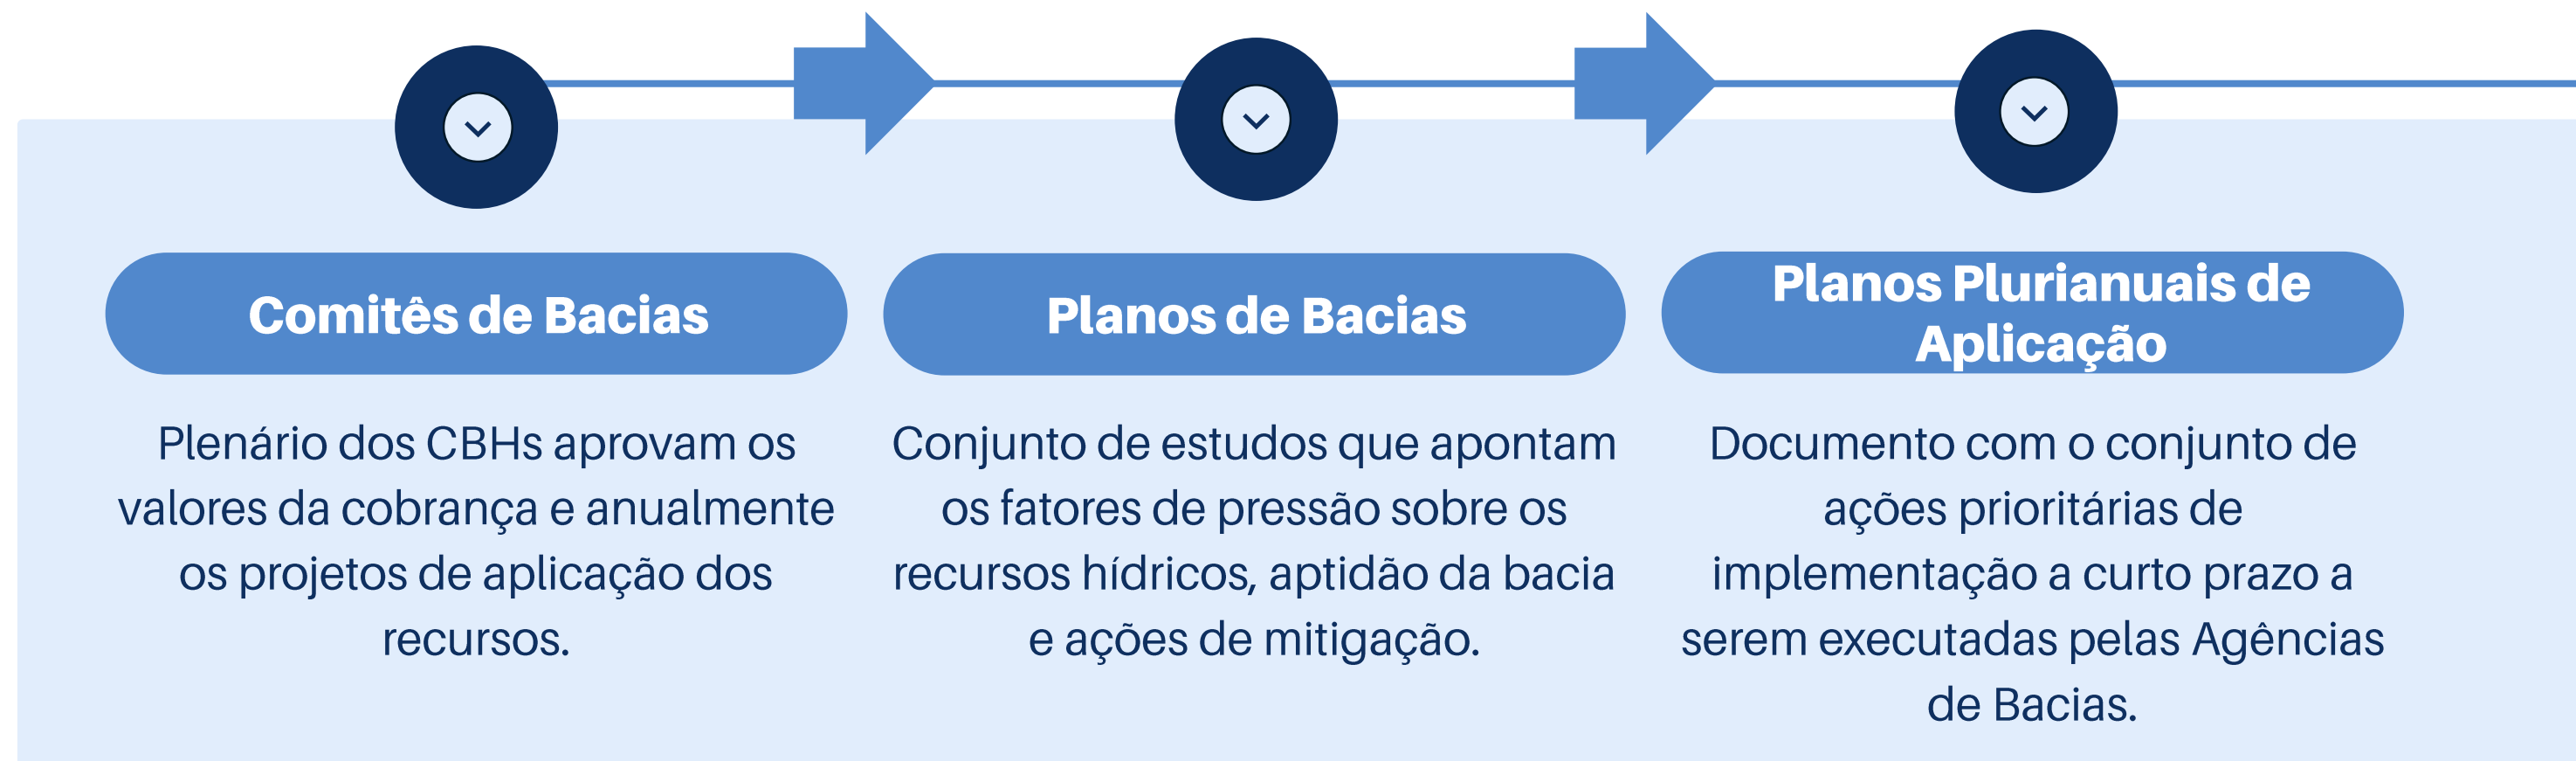 Comitês de Bacias
Plenário dos CBHs aprovam os
valores da cobrança e anualmente
os projetos de aplicação dos
recursos.
Planos de Bacias
Conjunto de estudos que apontam
os fatores de pressão sobre os
recursos hídricos, aptidão da bacia
e ações de mitigação.
Planos Plurianuais de
Aplicação
Documento com o conjunto de
ações prioritárias de
implementação a curto prazo a
serem executadas pelas Agências
de Bacias.